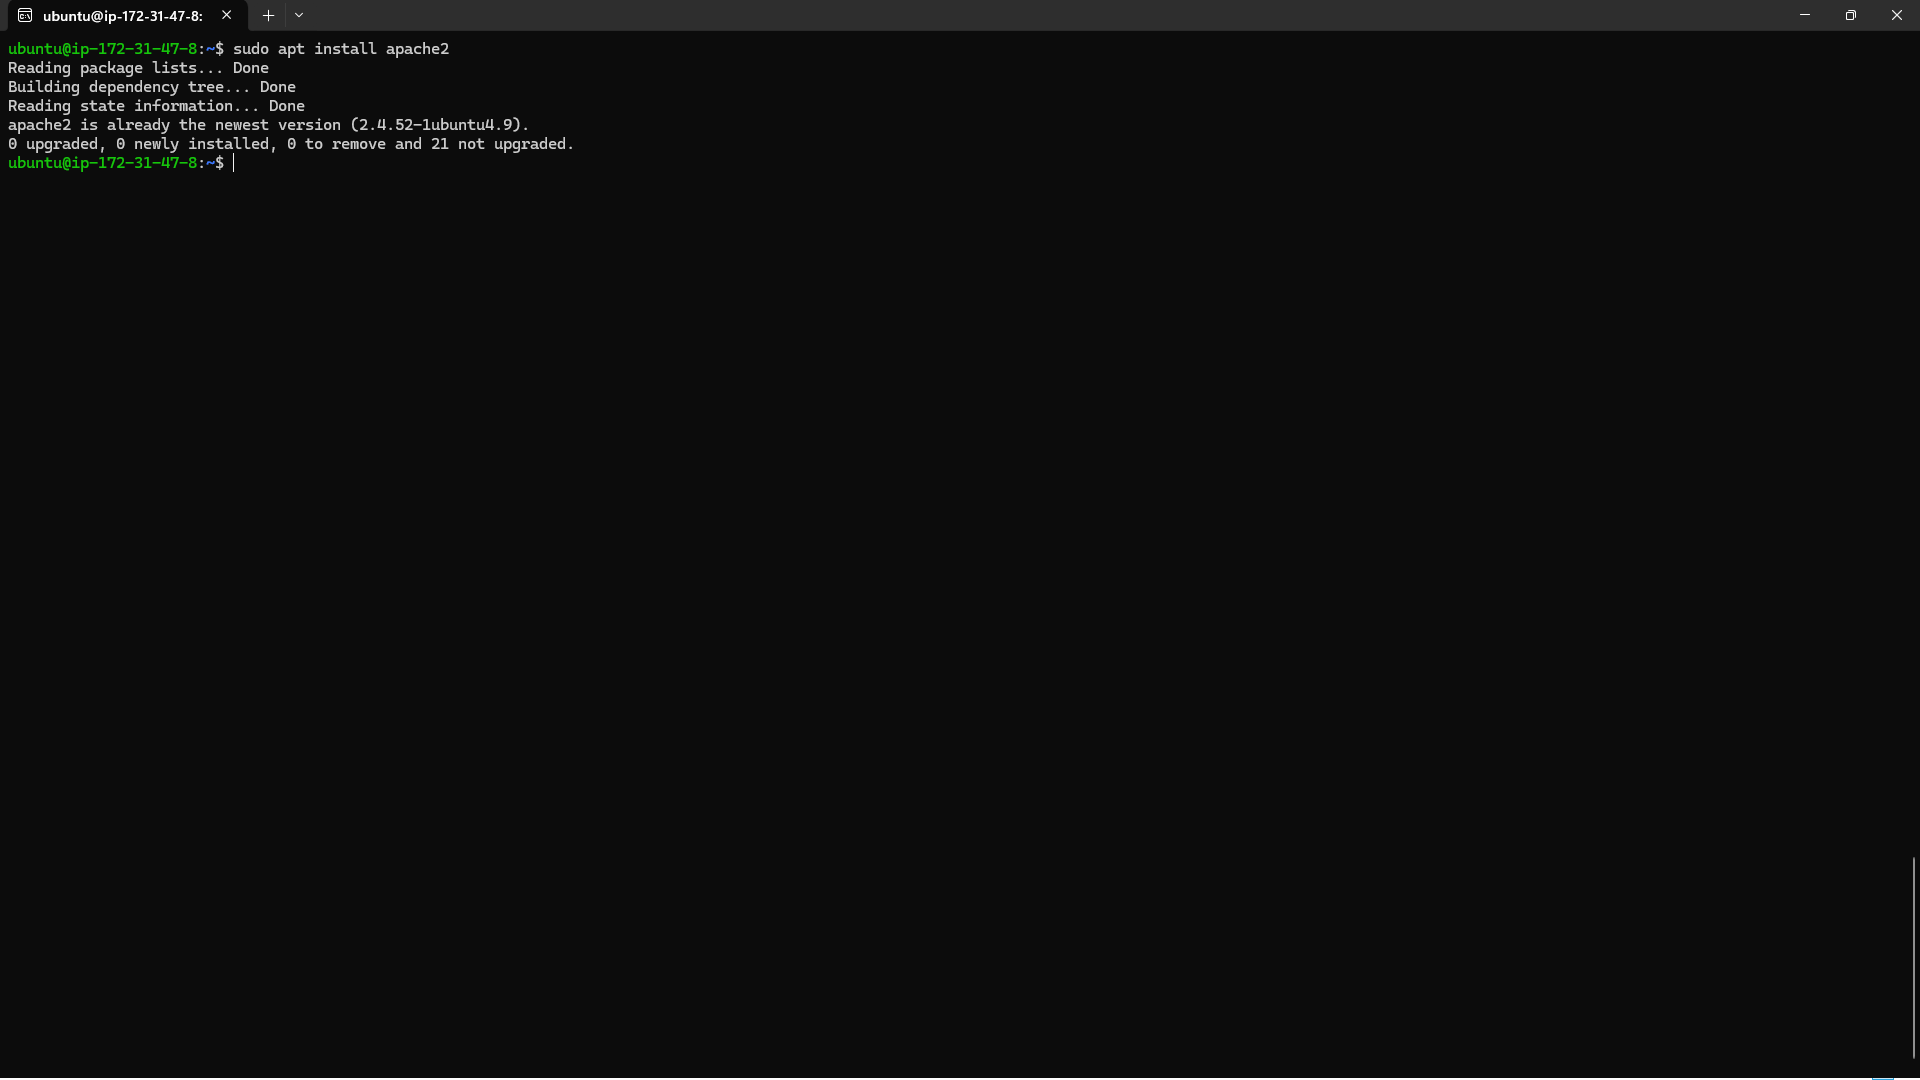 ubuntu@ip-172-31-47-8:
ubuntu@ip-172-31-47-8:~$ sudo apt install apache2
Reading package lists... Done
Building dependency tree... Done
Reading state information... Done
apache2 is already the newest version (2.4.52-1ubuntu4.9).
0 upgraded, 0 newly installed, 0 to remove and 21 not upgraded.
ubuntu@ip-172-31-47-8:~$